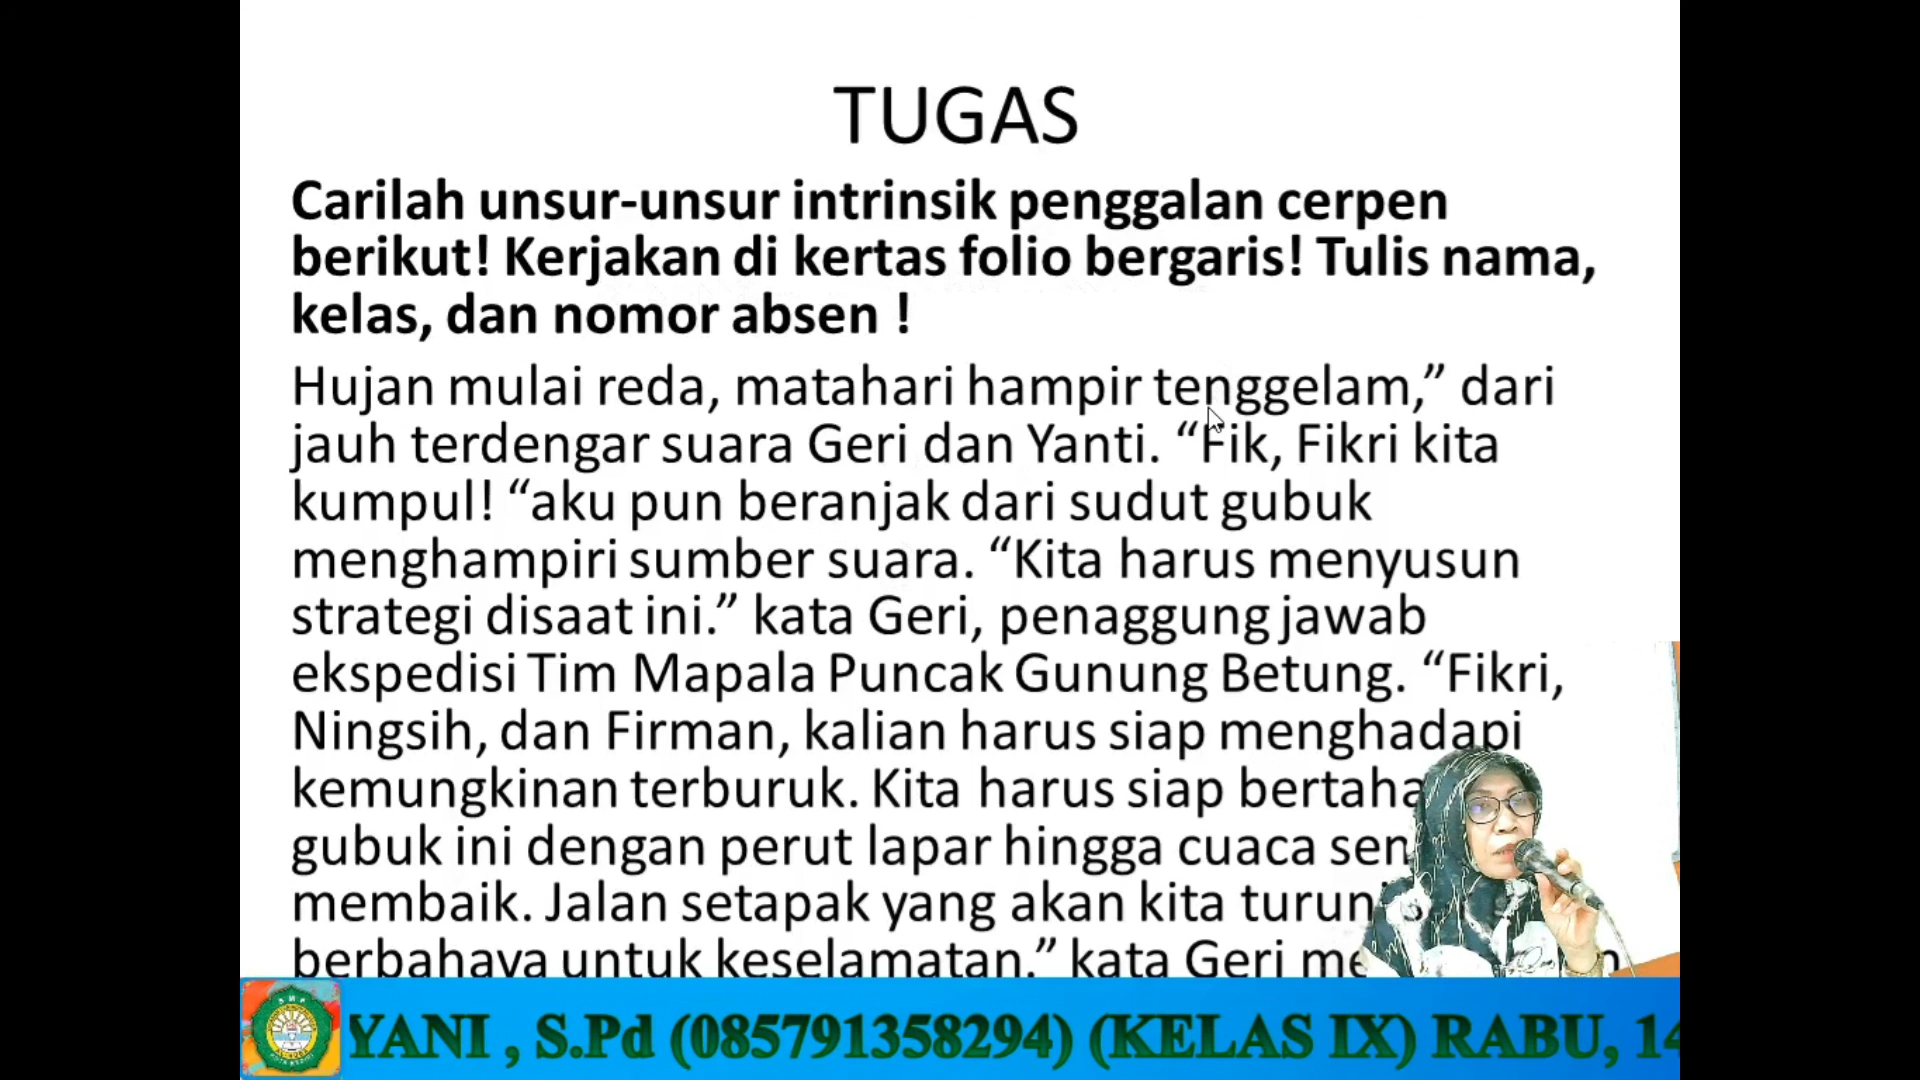 TUGAS
Carilah unsur-unsur intrinsik penggalan cerpen
berikut! Kerjakan di kertas folio bergaris! Tulis nama,
kelas, dan nomor absen !
Hujan mulai reda, matahari hampir tenggelam,” dari
jauh terdengar suara Geri dan Yanti. “Fik, Fikri kita
kumpul! “aku pun beranjak dari sudut gubuk
menghampiri sumber suara. “Kita harus menyusun
strategi disaat ini.” kata Geri, penaggung jawab
ekspedisi Tim Mapala Puncak Gunung Betung. “Fikri,
Ningsih, dan Firman, kalian harus siap menghadapi
kemungkinan terburuk. Kita harus siap
gubuk ini dengan perut lapar hingga cuaca
membaik. Jalan setapak yang akan kita
berbahaya untuk keselamatan.” kata Geri
YANI , S.Pd (085791358294) (KELAS IX) RABU, 14